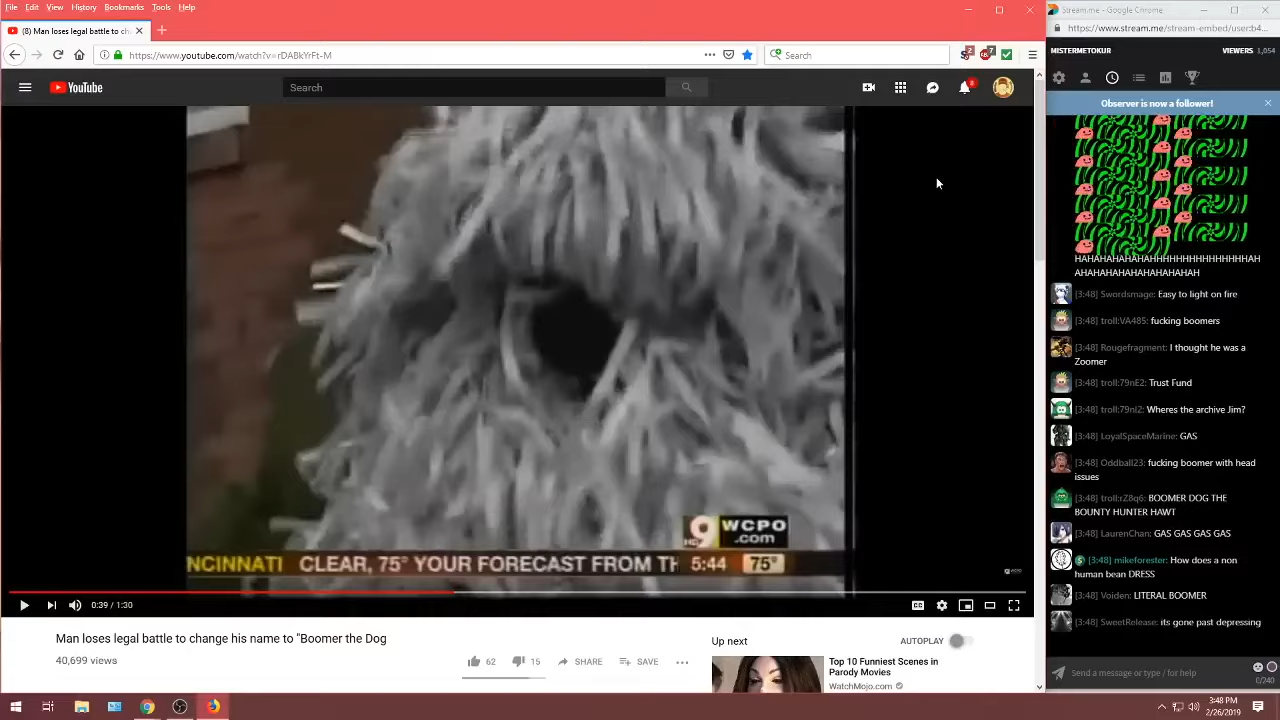 File Edit View History Bookmarks Tools Help
(8) Man loses legal battle to ch
https://www.youtube.com/watch?v=rDABkYFt-M
Search
YouTube
Search
8
9 WCPO
.com
NCINNATI CLEAR, 75° YOUR FORECAST FROM TH 5:44 75°
0:39 / 1:30
Man loses legal battle to change his name to "Boomer the Dog
40,699 views
62 15 SHARE SAVE
Up next
AUTOPLAY
Top 10 Funniest Scenes in
Parody Movies
WatchMojo.com
Stream.me - Google Chrome
https://www.stream.me/stream-embed/user:b4...
MISTERMETOKUR VIEWERS 1,054
Observer is now a follower!
HAHAHAHAHAHAHHHHHHHHHHHHHHHHAH
AHAHAHAHAHAHAHAHAHAH
[3:48] Swordsmage: Easy to light on fire
[3:48] troll:VA485: fucking boomers
[3:48] Rougefragment: I thought he was a
Zoomer
[3:48] troll:79nE2: Trust Fund
[3:48] troll:79nI2: Wheres the archive Jim?
[3:48] LoyalSpaceMarine: GAS
[3:48] Oddball23: fucking boomer with head
issues
[3:48] troll:rZ8q6: BOOMER DOG THE
BOUNTY HUNTER HAWT
[3:48] LaurenChan: GAS GAS GAS GAS
[3:48] mikeforester: How does a non
human bean DRESS
[3:48] Voiden: LITERAL BOOMER
[3:48] SweetRelease: its gone past depressing
Send a message or type / for help
0/240
3:48 PM
2/26/2019